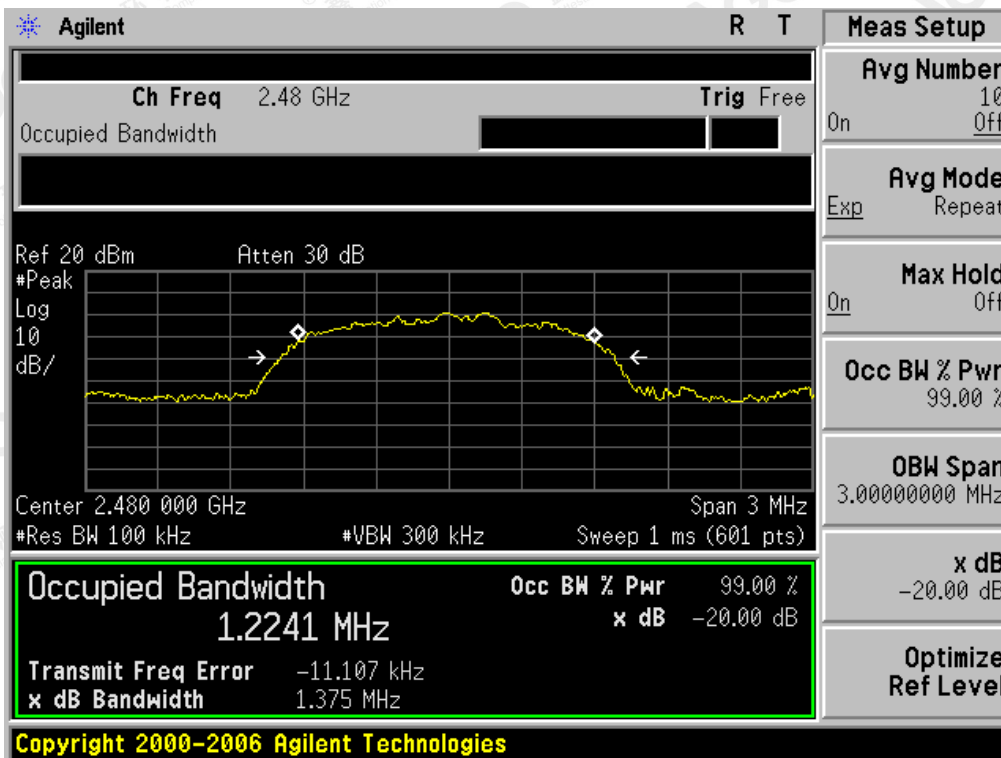 Agilent R T
Ch Freq 2.48 GHz Trig Free
Occupied Bandwidth
Ref 20 dBm Atten 30 dB
#Peak
Log
10
dB/
Center 2.480 000 GHz Span 3 MHz
#Res BW 100 kHz #VBW 300 kHz Sweep 1 ms (601 pts)
Occupied Bandwidth Occ BW % Pwr 99.00 %
1.2241 MHz x dB -20.00 dB
Transmit Freq Error -11.107 kHz
x dB Bandwidth 1.375 MHz
Copyright 2000-2006 Agilent Technologies
Meas Setup
Avg Number
10
On Off
Avg Mode
Exp Repeat
Max Hold
On Off
Occ BW % Pwr
99.00 %
OBW Span
3.00000000 MHz
x dB
-20.00 dB
Optimize
Ref Level